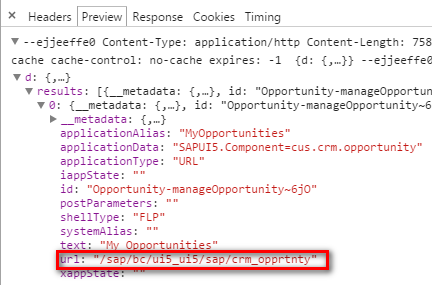 × Headers Preview Response Cookies Timing
▼ --ejjeeffe0 Content-Type: application/http Content-Length: 758
cache cache-control: no-cache expires: -1 {d: {,…}} --ejjeeffe0
▼ d: {,…}
▼ results: [{__metadata: {,…}, id: "Opportunity-manageOpportun
▼ 0: {__metadata: {,…}, id: "Opportunity-manageOpportunity~6
▶ __metadata: {,…}
applicationAlias: "MyOpportunities"
applicationData: "SAPUI5.Component=cus.crm.opportunity"
applicationType: "URL"
iappState: ""
id: "Opportunity-manageOpportunity~6jO"
postParameters: ""
shellType: "FLP"
systemAlias: ""
text: "My Opportunities"
url: "/sap/bc/ui5_ui5/sap/crm_opprtnty"
xappState: ""